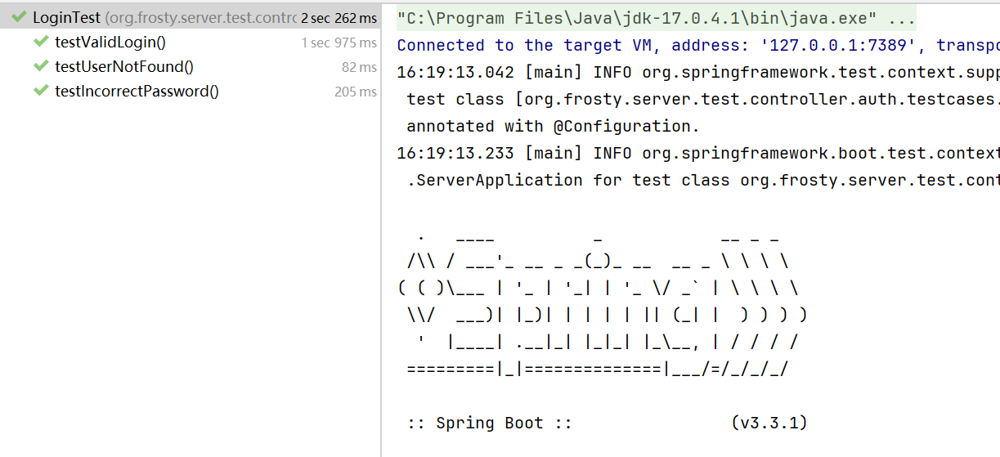 LoginTest (org.frosty.server.test.contrc 2 sec 262 ms
testValidLogin() 1 sec 975 ms
testUserNotFound() 82 ms
testIncorrectPassword() 205 ms
"C:\Program Files\Java\jdk-17.0.4.1\bin\java.exe" ...
Connected to the target VM, address: '127.0.0.1:7389', transpo
16:19:13.042 [main] INFO org.springframework.test.context.supp
test class [org.frosty.server.test.controller.auth.testcases.
annotated with @Configuration.
16:19:13.233 [main] INFO org.springframework.boot.test.context
.ServerApplication for test class org.frosty.server.test.cont
  .   ____          _            __ _ _
 /\\ / ___'_ __ _ _(_)_ __  __ _ \ \ \ \
( ( )\___ | '_ | '_| | '_ \/ _` | \ \ \ \
 \\/  ___)| |_)| | | | | || (_| |  ) ) ) )
  '  |____| .__|_| |_|_| |_\__, | / / / /
 =========|_|==============|___/=/_/_/_/
:: Spring Boot :: (v3.3.1)